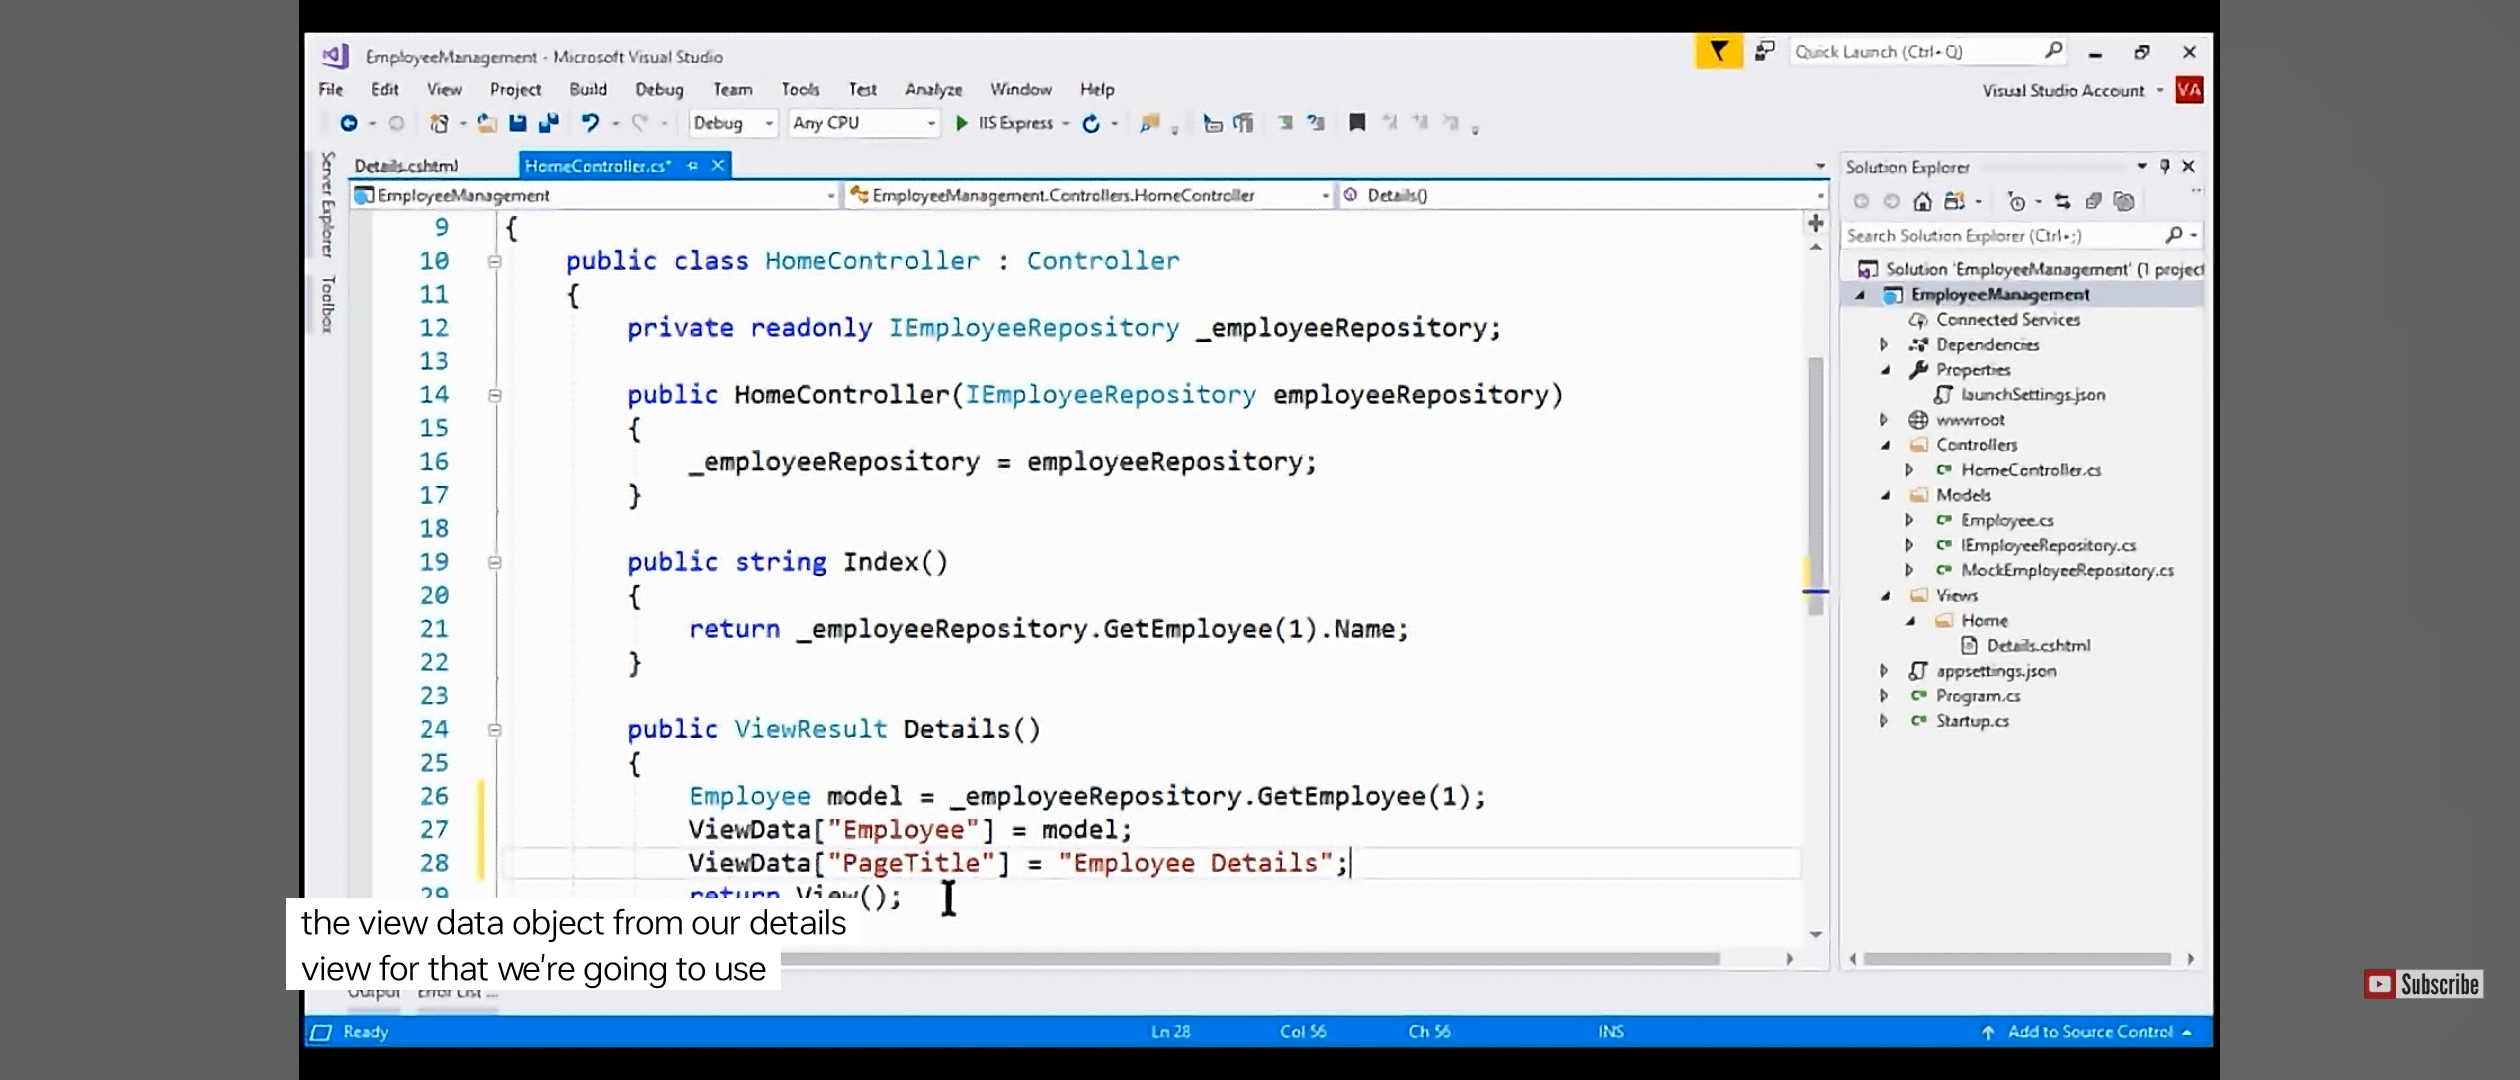 EmployeeManagement - Microsoft Visual Studio
Quick Launch (Ctrl+Q)
File Edit View Project Build Debug Team Tools Test Analyze Window Help
Visual Studio Account VA
Debug Any CPU IIS Express
Server Explorer
Toolbox
Details.cshtml HomeController.cs*
EmployeeManagement EmployeeManagement.Controllers.HomeController Details()
9 {
10 public class HomeController : Controller
11 {
12 private readonly IEmployeeRepository _employeeRepository;
13
14 public HomeController(IEmployeeRepository employeeRepository)
15 {
16 _employeeRepository = employeeRepository;
17 }
18
19 public string Index()
20 {
21 return _employeeRepository.GetEmployee(1).Name;
22 }
23
24 public ViewResult Details()
25 {
26 Employee model = _employeeRepository.GetEmployee(1);
27 ViewData["Employee"] = model;
28 ViewData["PageTitle"] = "Employee Details";
29 return View();
the view data object from our details
view for that we're going to use
Output Error List ...
Solution Explorer
Search Solution Explorer (Ctrl+;)
Solution 'EmployeeManagement' (1 project
EmployeeManagement
Connected Services
Dependencies
Properties
launchSettings.json
wwwroot
Controllers
HomeController.cs
Models
Employee.cs
IEmployeeRepository.cs
MockEmployeeRepository.cs
Views
Home
Details.cshtml
appsettings.json
Program.cs
Startup.cs
Subscribe
Ready Ln 28 Col 56 Ch 56 INS Add to Source Control